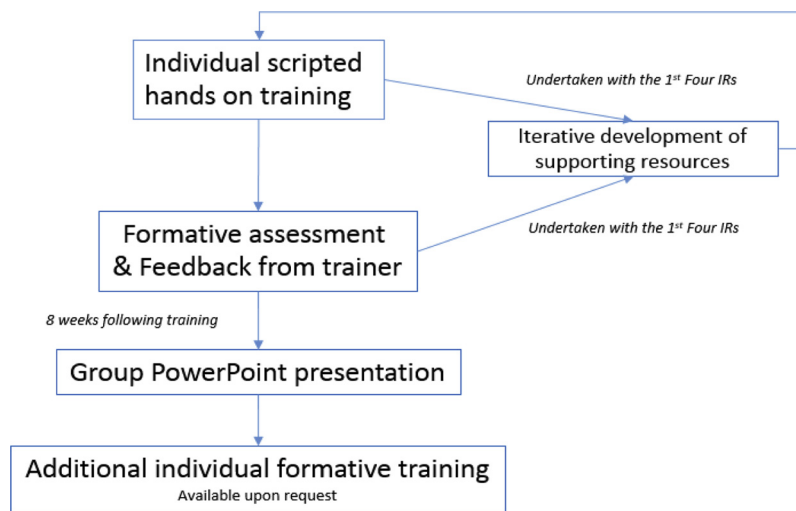 Individual scripted
hands on training
Undertaken with the 1st Four IRs
Iterative development of
supporting resources
Formative assessment
& Feedback from trainer
Undertaken with the 1st Four IRs
8 weeks following training
Group PowerPoint presentation
Additional individual formative training
Available upon request